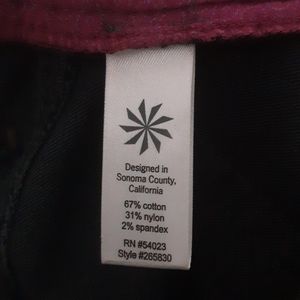 Designed in
Sonoma County,
California
67% cotton
31% nylon
2% spandex
RN #54023
Style #265830